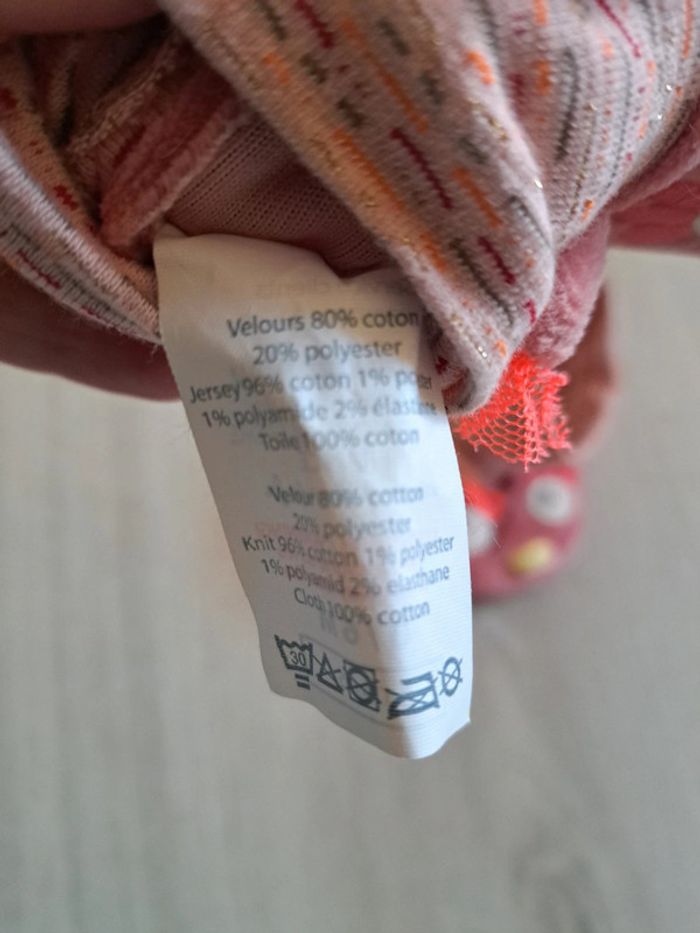 Velours 80% coton
20% polyester
Jersey 96% coton 1% polyester
1% polyamide 2% élasthanne
Toile 100% coton
Velour 80% cotton
20% polyester
Knit 96% cotton 1% polyester
1% polyamid 2% elasthane
Cloth 100% cotton
30